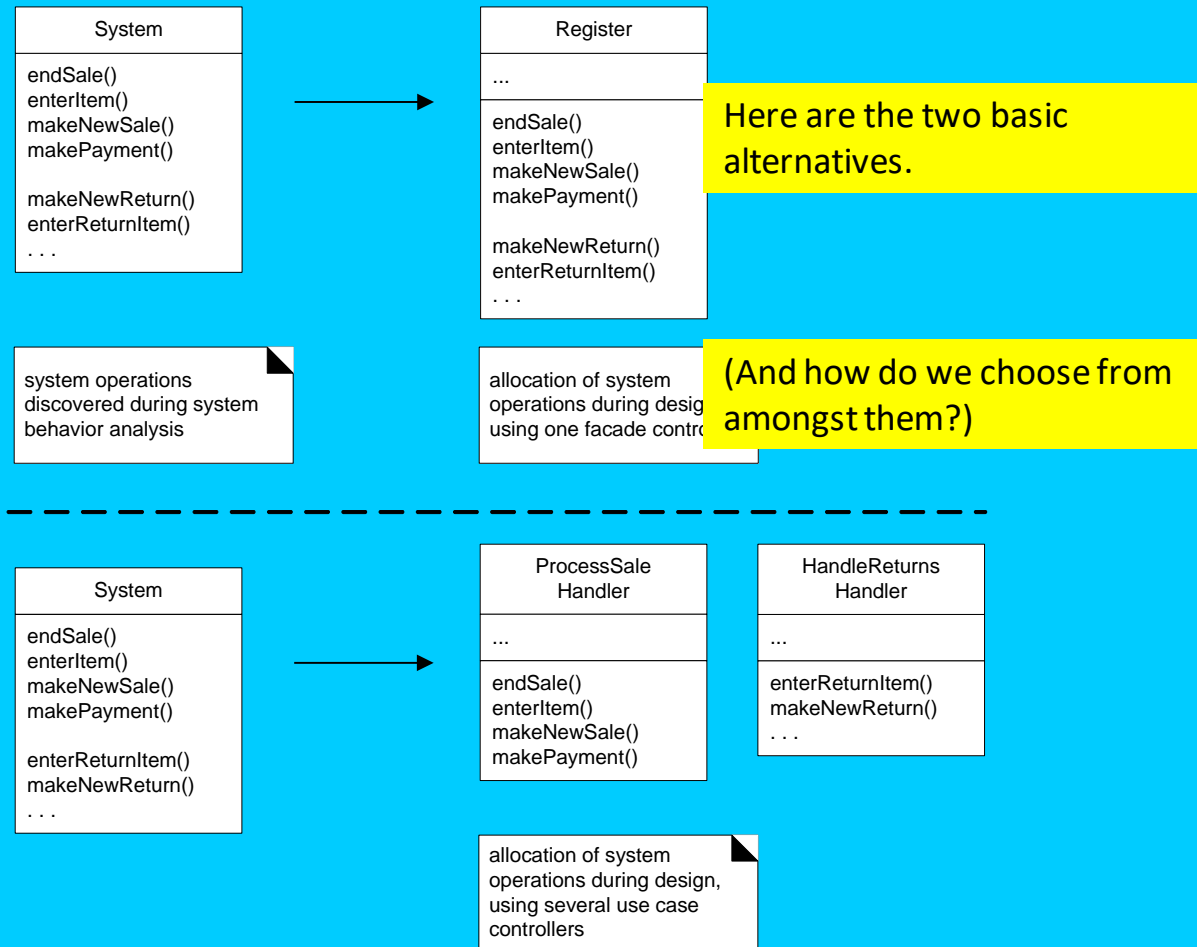 System
endSale()
enterItem()
makeNewSale()
makePayment()
makeNewReturn()
enterReturnItem()
. . .
Register
...
endSale()
enterItem()
makeNewSale()
makePayment()
makeNewReturn()
enterReturnItem()
. . .
Here are the two basic
alternatives.
system operations
discovered during system
behavior analysis
allocation of system
operations during
using one facade
(And how do we choose from
amongst them?)
System
endSale()
enterItem()
makeNewSale()
makePayment()
enterReturnItem()
makeNewReturn()
. . .
ProcessSale
Handler
...
endSale()
enterItem()
makeNewSale()
makePayment()
HandleReturns
Handler
...
enterReturnItem()
makeNewReturn()
. . .
allocation of system
operations during design,
using several use case
controllers